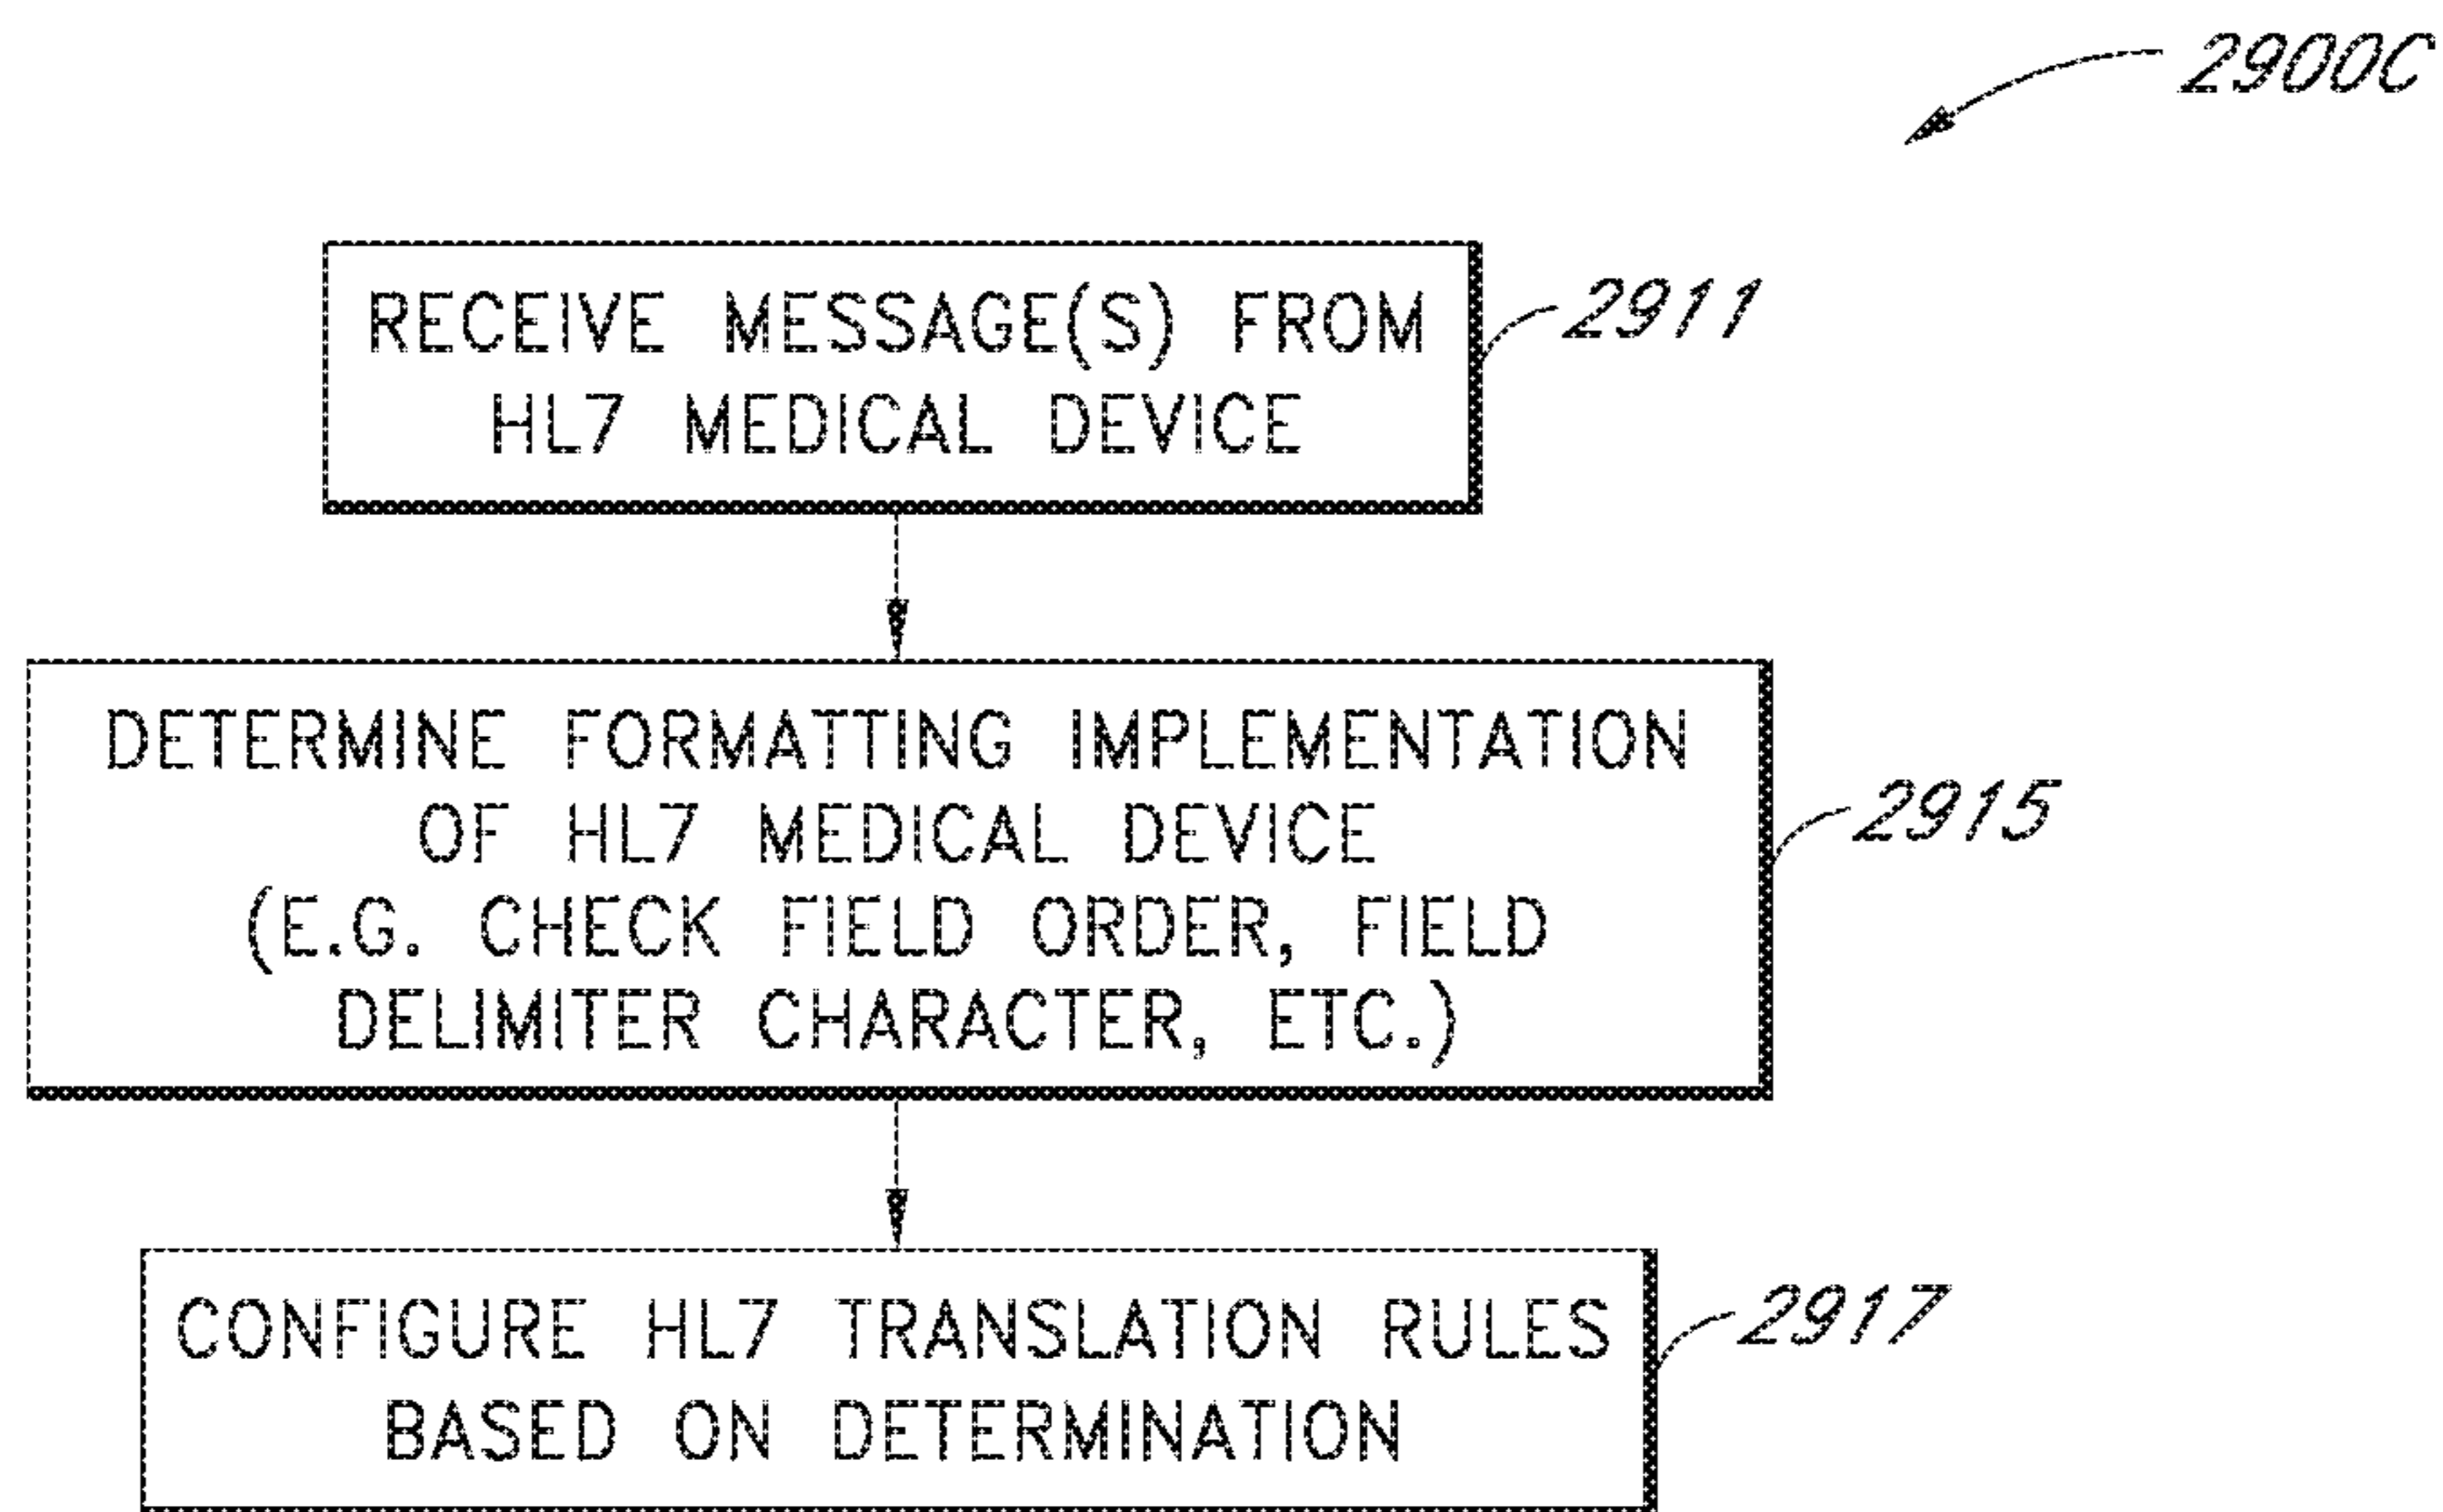 2900C
RECEIVE MESSAGE(S) FROM
HL7 MEDICAL DEVICE
2911
DETERMINE FORMATTING IMPLEMENTATION
OF HL7 MEDICAL DEVICE
(E.G. CHECK FIELD ORDER, FIELD
DELIMITER CHARACTER, ETC.)
2915
CONFIGURE HL7 TRANSLATION RULES
BASED ON DETERMINATION
2917